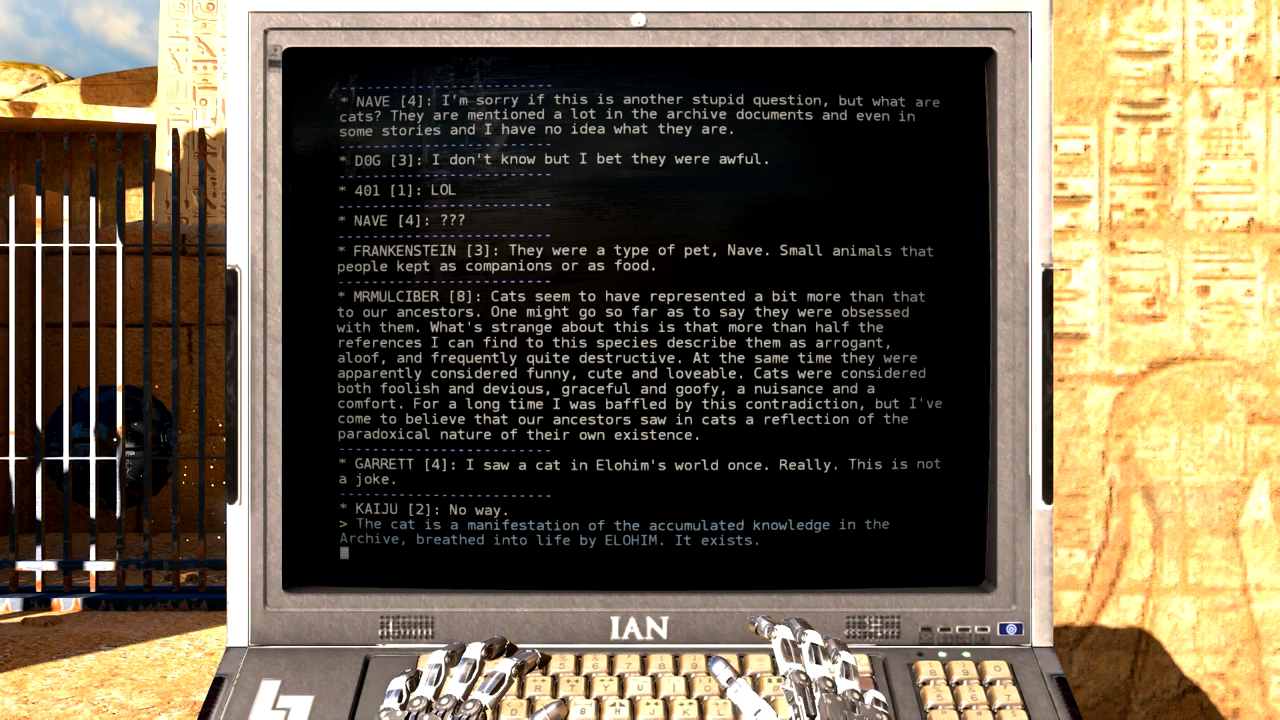 -------------------------
* NAVE [4]: I'm sorry if this is another stupid question, but what are
cats? They are mentioned a lot in the archive documents and even in
some stories and I have no idea what they are.
-------------------------
* D0G [3]: I don't know but I bet they were awful.
-------------------------
* 401 [1]: LOL
-------------------------
* NAVE [4]: ???
-------------------------
* FRANKENSTEIN [3]: They were a type of pet, Nave. Small animals that
people kept as companions or as food.
-------------------------
* MRMULCIBER [8]: Cats seem to have represented a bit more than that
to our ancestors. One might go so far as to say they were obsessed
with them. What's strange about this is that more than half the
references I can find to this species describe them as arrogant,
aloof, and frequently quite destructive. At the same time they were
apparently considered funny, cute and loveable. Cats were considered
both foolish and devious, graceful and goofy, a nuisance and a
comfort. For a long time I was baffled by this contradiction, but I've
come to believe that our ancestors saw in cats a reflection of the
paradoxical nature of their own existence.
-------------------------
* GARRETT [4]: I saw a cat in Elohim's world once. Really. This is not
a joke.
-------------------------
* KAIJU [2]: No way.
> The cat is a manifestation of the accumulated knowledge in the
Archive, breathed into life by ELOHIM. It exists.
IAN
5 6 7 8 9
R T Y U
D G H J K L